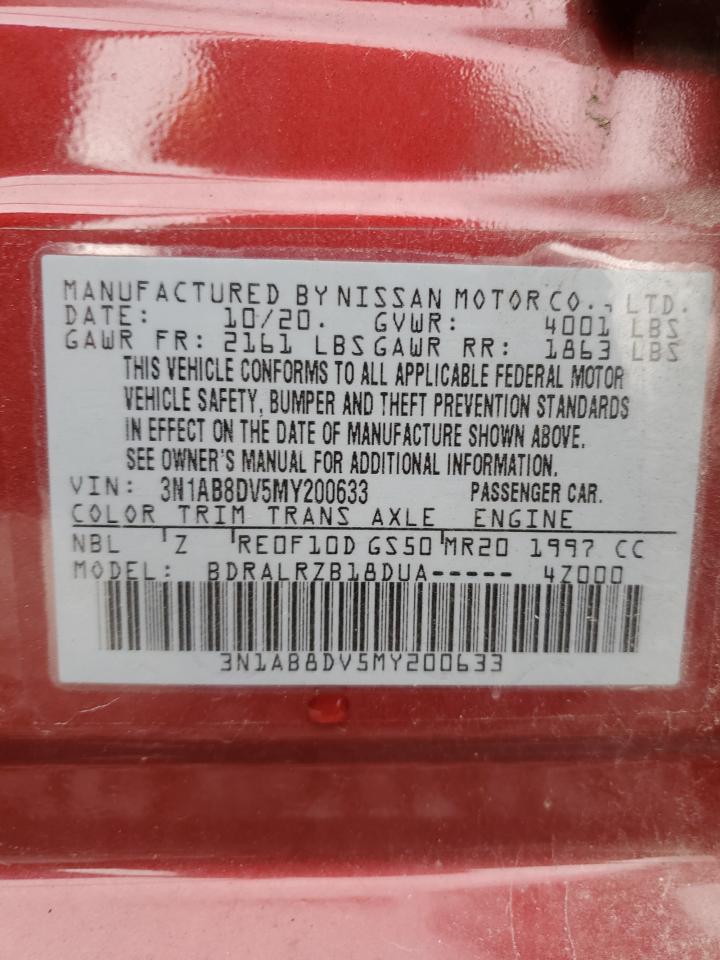 MANUFACTURED BY NISSAN MOTOR CO., LTD.
DATE: 10/20. GVWR: 4001 LBS
GAWR FR: 2161 LBS GAWR RR: 1863 LBS
THIS VEHICLE CONFORMS TO ALL APPLICABLE FEDERAL MOTOR
VEHICLE SAFETY, BUMPER AND THEFT PREVENTION STANDARDS
IN EFFECT ON THE DATE OF MANUFACTURE SHOWN ABOVE.
SEE OWNER'S MANUAL FOR ADDITIONAL INFORMATION.
VIN: 3N1AB8DV5MY200633 PASSENGER CAR.
COLOR TRIM TRANS AXLE ENGINE
NBL Z RE0F10D GS50 MR20 1997 CC
MODEL: BDRALRZB18DUA----- 4Z000
3N1AB8DV5MY200633